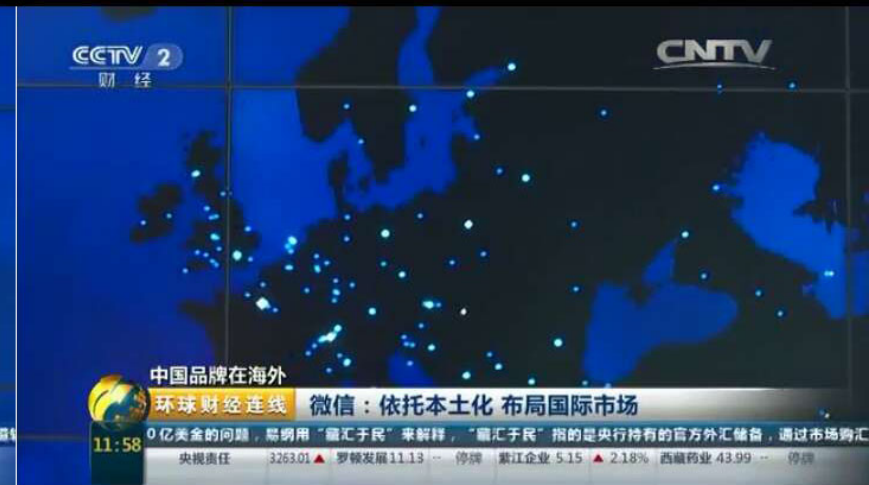 CCTV 2
财 经
CNTV
中国品牌在海外
环球财经连线
微信：依托本土化 布局国际市场
11:58
0亿美金的问题，易纲用“藏汇于民”来解释，“藏汇于民”指的是央行持有的官方外汇储备，通过市场购汇
央视责任 3263.01 ▲ 罗顿发展 11.13 -- 停牌 紫江企业 5.15 ▲ 2.18% 西藏药业 43.99 -- 停牌